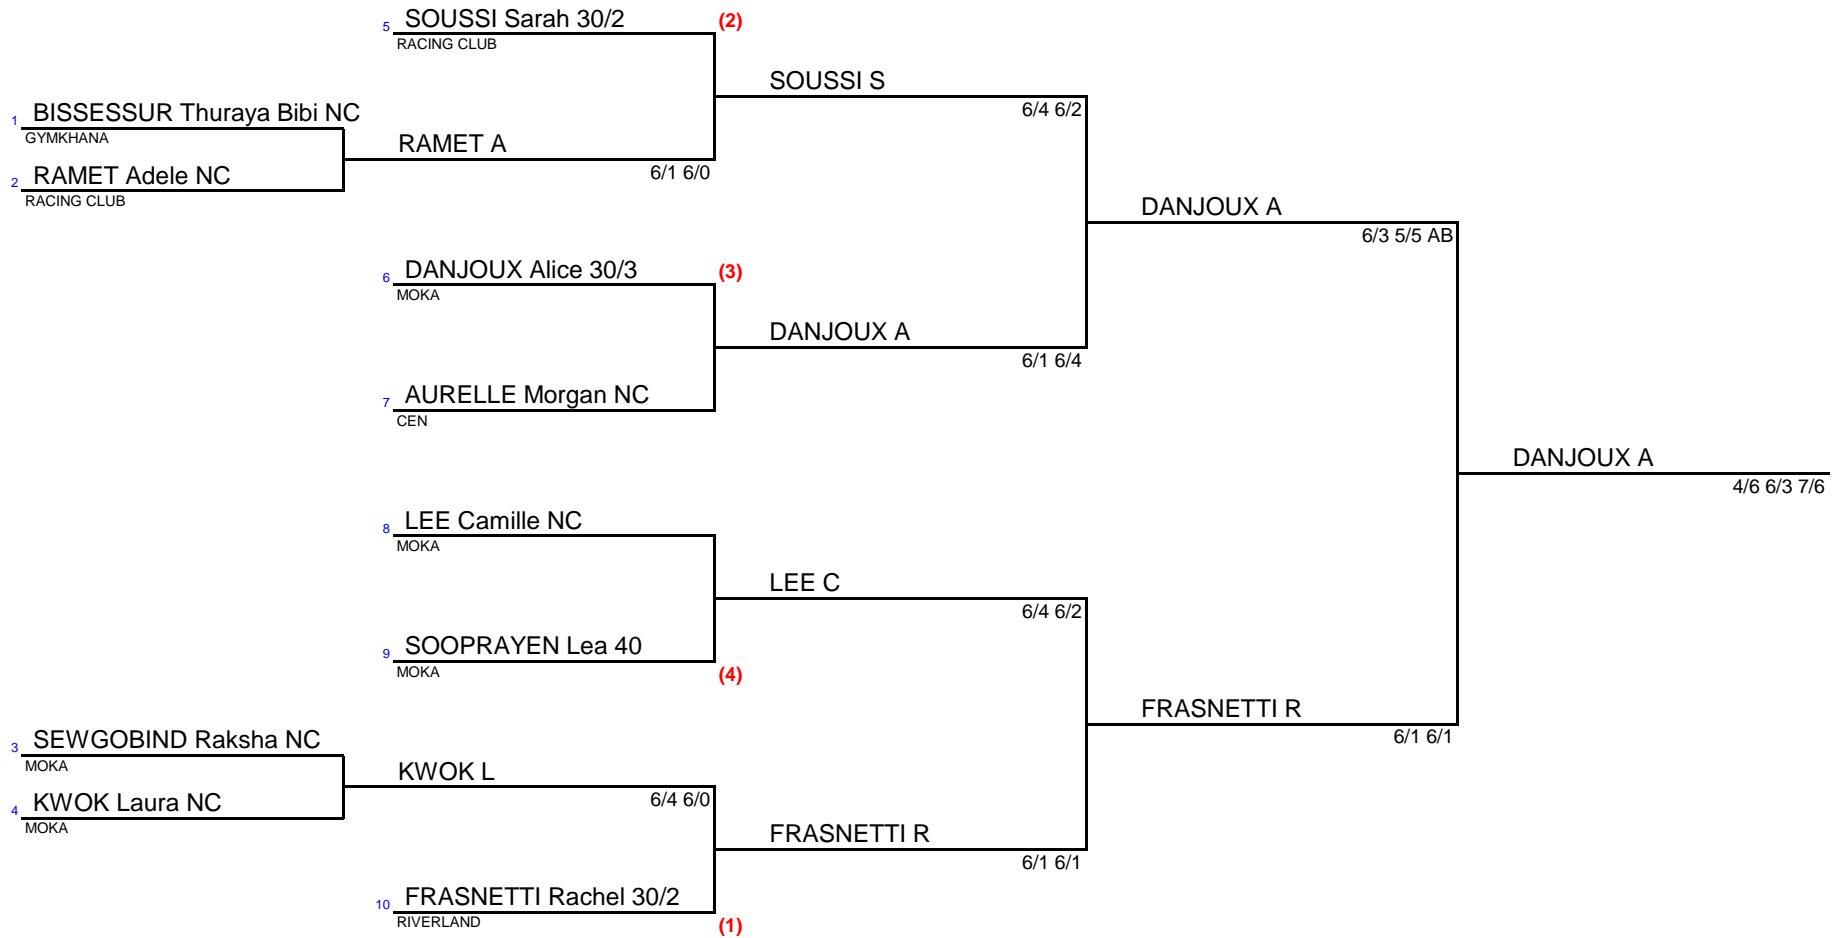 5 SOUSSI Sarah 30/2 (2)
RACING CLUB
SOUSSI S
6/4 6/2
1 BISSESSUR Thuraya Bibi NC
GYMKHANA
RAMET A
6/1 6/0
2 RAMET Adele NC
RACING CLUB
DANJOUX A
6/3 5/5 AB
6 DANJOUX Alice 30/3 (3)
MOKA
DANJOUX A
6/1 6/4
7 AURELLE Morgan NC
CEN
DANJOUX A
4/6 6/3 7/6
8 LEE Camille NC
MOKA
LEE C
6/4 6/2
9 SOOPRAYEN Lea 40
MOKA (4)
FRASNETTI R
6/1 6/1
3 SEWGOBIND Raksha NC
MOKA
KWOK L
6/4 6/0
4 KWOK Laura NC
MOKA
FRASNETTI R
6/1 6/1
10 FRASNETTI Rachel 30/2
RIVERLAND (1)